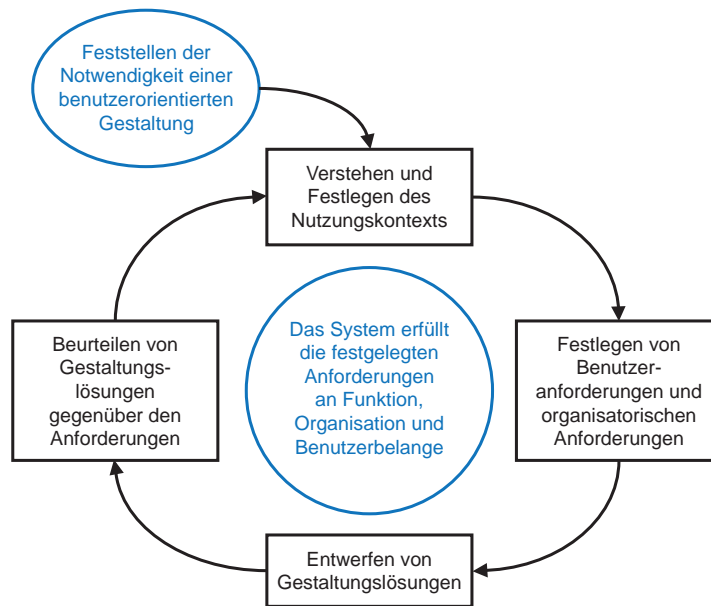 Feststellen der
Notwendigkeit einer
benutzerorientierten
Gestaltung
Verstehen und
Festlegen des
Nutzungskontexts
Beurteilen von
Gestaltungs-
lösungen
gegenüber den
Anforderungen
Das System erfüllt
die festgelegten
Anforderungen
an Funktion,
Organisation und
Benutzerbelange
Festlegen von
Benutzer-
anforderungen und
organisatorischen
Anforderungen
Entwerfen von
Gestaltungslösungen